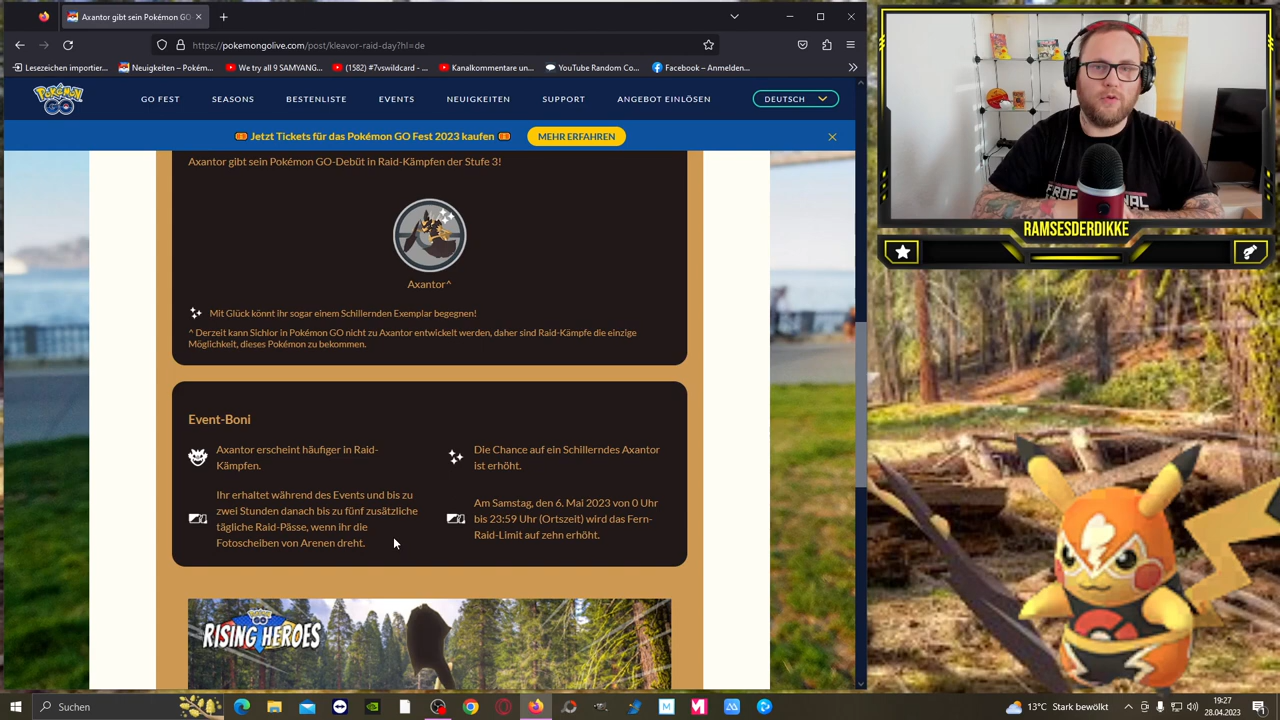 Axantor gibt sein Pokémon GO
https://pokemongolive.com/post/kleavor-raid-day?hl=de
Lesezeichen importier...
Neuigkeiten – Pokém...
We try all 9 SAMYANG...
(1582) #7vswildcard - ...
Kanalkommentare un...
YouTube Random Co...
Facebook – Anmelden...
POKÉMON GO
GO FEST
SEASONS
BESTENLISTE
EVENTS
NEUIGKEITEN
SUPPORT
ANGEBOT EINLÖSEN
DEUTSCH
Jetzt Tickets für das Pokémon GO Fest 2023 kaufen
MEHR ERFAHREN
Axantor gibt sein Pokémon GO-Debüt in Raid-Kämpfen der Stufe 3!
Axantor^
Mit Glück könnt ihr sogar einem Schillernden Exemplar begegnen!
^ Derzeit kann Sichlor in Pokémon GO nicht zu Axantor entwickelt werden, daher sind Raid-Kämpfe die einzige
Möglichkeit, dieses Pokémon zu bekommen.
Event-Boni
Axantor erscheint häufiger in Raid-
Kämpfen.
Die Chance auf ein Schillerndes Axantor
ist erhöht.
Ihr erhaltet während des Events und bis zu
zwei Stunden danach bis zu fünf zusätzliche
tägliche Raid-Pässe, wenn ihr die
Fotoscheiben von Arenen dreht.
Am Samstag, den 6. Mai 2023 von 0 Uhr
bis 23:59 Uhr (Ortszeit) wird das Fern-
Raid-Limit auf zehn erhöht.
RISING HEROES
RAMSESDERDIKKE
Suchen
13°C Stark bewölkt
19:27
28.04.2023